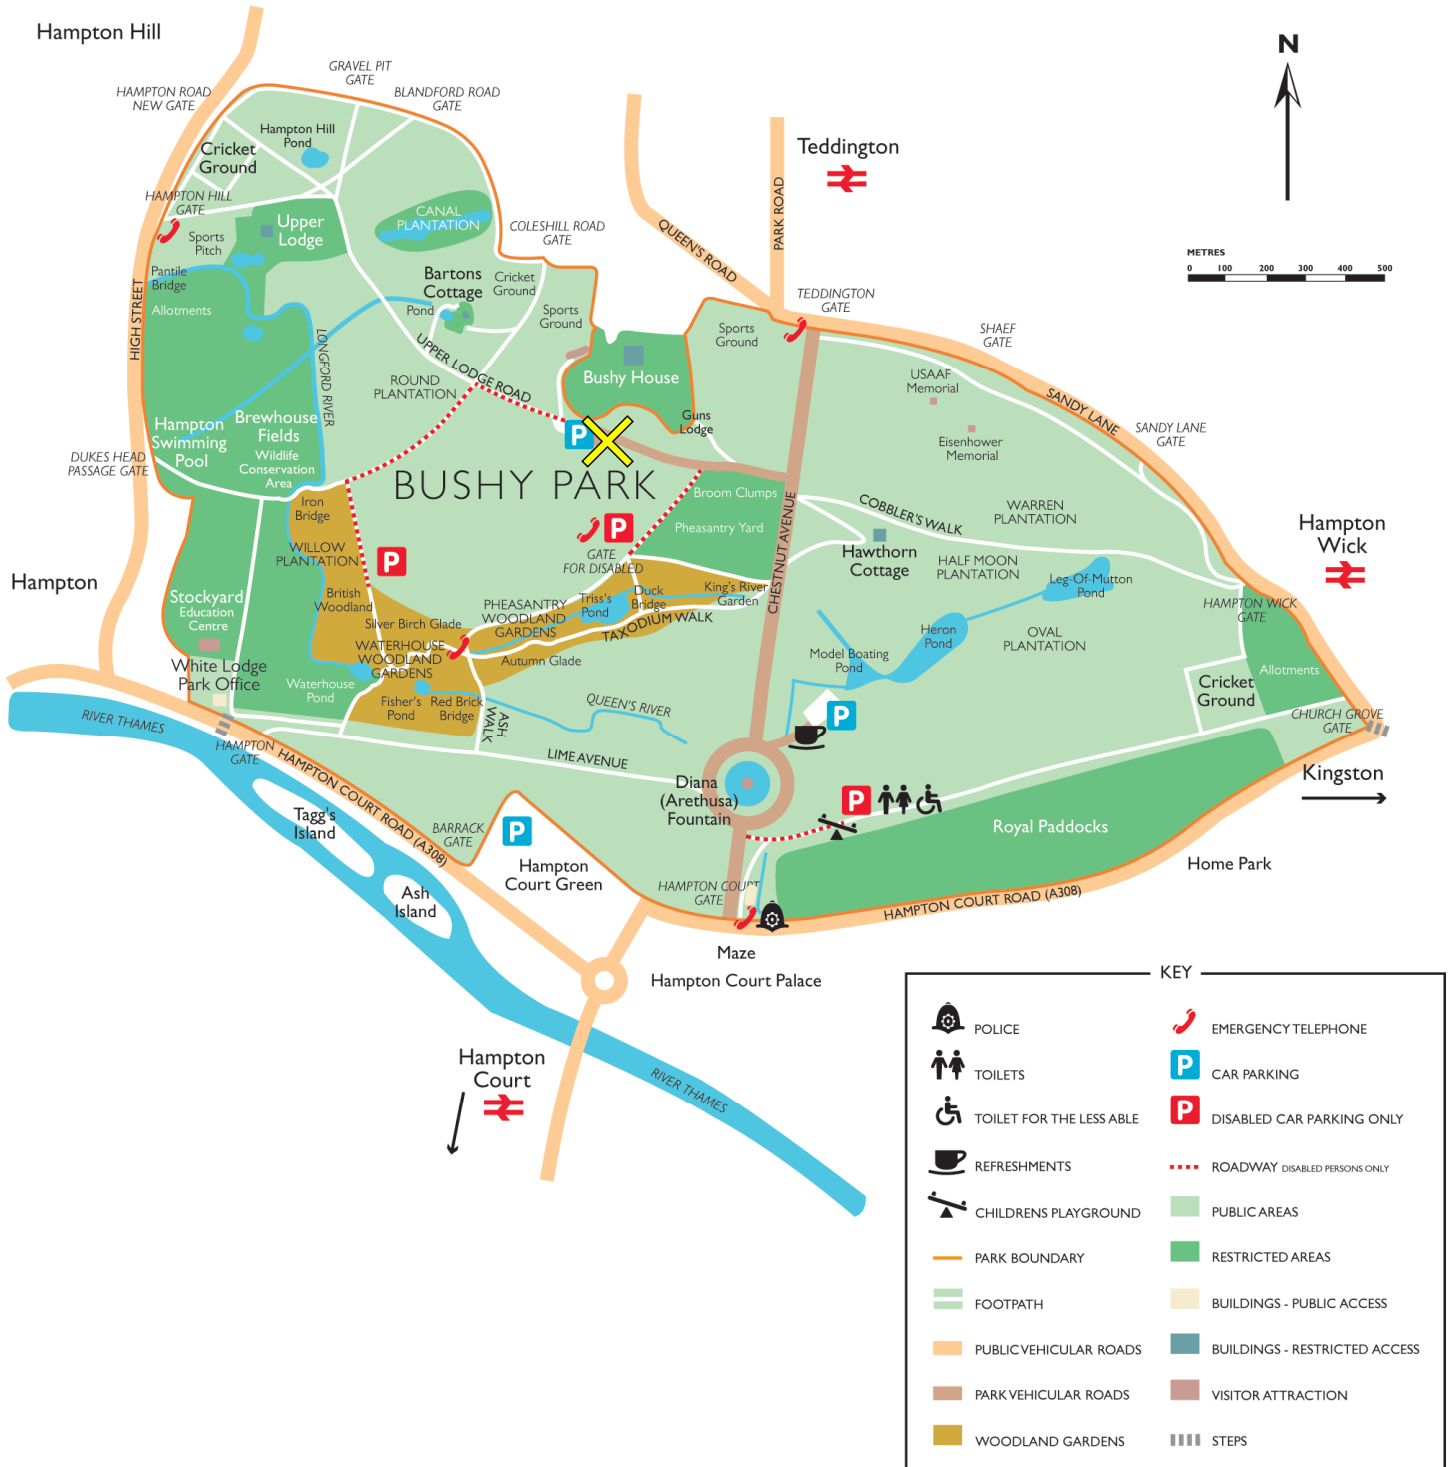 Hampton Hill
GRAVEL PIT
GATE
HAMPTON ROAD
NEW GATE
BLANDFORD ROAD
GATE
N
Hampton Hill
Pond
Cricket
Ground
Teddington
PARK ROAD
QUEEN'S ROAD
HAMPTON HILL
GATE
CANAL
PLANTATION
Upper
Lodge
COLESHILL ROAD
GATE
Sports
Pitch
METRES
0 100 200 300 400 500
Pantile
Bridge
Bartons
Cottage
Cricket
Ground
Pond
Allotments
HIGH STREET
LONGFORD RIVER
TEDDINGTON
GATE
Sports
Ground
Sports
Ground
SHAEF
GATE
UPPER LODGE ROAD
ROUND
PLANTATION
Bushy House
USAAF
Memorial
SANDY LANE
Guns
Lodge
Eisenhower
Memorial
SANDY LANE
GATE
Hampton
Swimming
Pool
Brewhouse
Fields
Wildlife
Conservation
Area
DUKES HEAD
PASSAGE GATE
P
BUSHY PARK
Broom Clumps
Pheasantry Yard
CHESTNUT AVENUE
COBBLER'S WALK
WARREN
PLANTATION
Iron
Bridge
Hampton
Wick
P
GATE
FOR DISABLED
WILLOW
PLANTATION
P
Hawthorn
Cottage
HALF MOON
PLANTATION
Leg-Of-Mutton
Pond
Hampton
Stockyard
Education
Centre
British
Woodland
Silver Birch Glade
PHEASANTRY
WOODLAND
GARDENS
Triss's
Pond
Duck
Bridge
King's River
Garden
TAXODIUM WALK
HAMPTON WICK
GATE
WATERHOUSE
WOODLAND
GARDENS
Autumn Glade
Heron
Pond
OVAL
PLANTATION
Model Boating
Pond
White Lodge
Park Office
Waterhouse
Pond
Allotments
Cricket
Ground
Fisher's
Pond
Red Brick
Bridge
ASH
WALK
QUEEN'S RIVER
P
CHURCH GROVE
GATE
RIVER THAMES
HAMPTON
GATE
LIME AVENUE
Kingston
Diana
(Arethusa)
Fountain
P
HAMPTON COURT ROAD (A308)
Tagg's
Island
BARRACK
GATE
P
Royal Paddocks
Hampton
Court Green
Home Park
Ash
Island
HAMPTON COURT
GATE
HAMPTON COURT ROAD (A308)
Maze
Hampton Court Palace
Hampton
Court
RIVER THAMES
KEY
POLICE
TOILETS
TOILET FOR THE LESS ABLE
REFRESHMENTS
CHILDRENS PLAYGROUND
PARK BOUNDARY
FOOTPATH
PUBLIC VEHICULAR ROADS
PARK VEHICULAR ROADS
WOODLAND GARDENS
EMERGENCY TELEPHONE
P CAR PARKING
P DISABLED CAR PARKING ONLY
ROADWAY DISABLED PERSONS ONLY
PUBLIC AREAS
RESTRICTED AREAS
BUILDINGS - PUBLIC ACCESS
BUILDINGS - RESTRICTED ACCESS
VISITOR ATTRACTION
STEPS